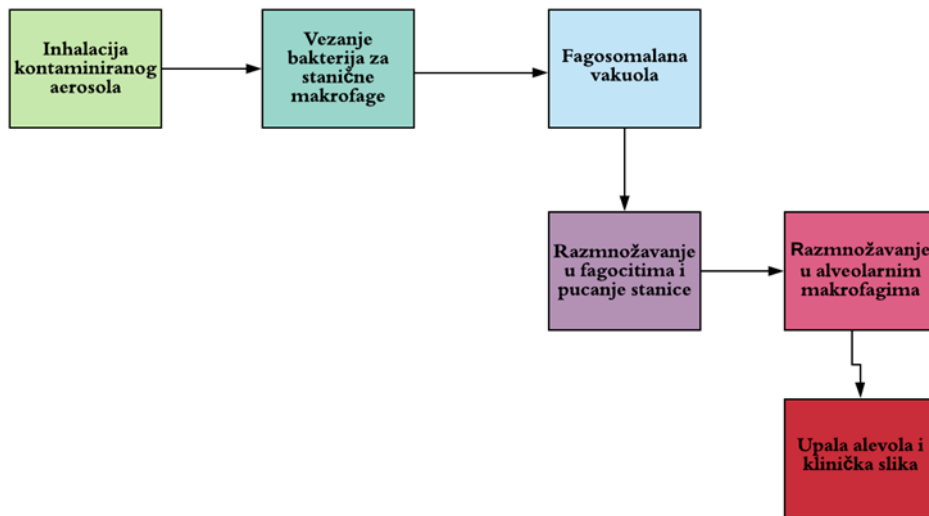 Inhalacija
kontaminiranog
aerosola
Vezanje
bakterija za
stanične
makrofage
Fagosomalana
vakuola
Razmnožavanje
u fagocitima i
pucanje stanice
Razmnožavanje
u alveolarnim
makrofagima
Upala alevola i
klinička slika